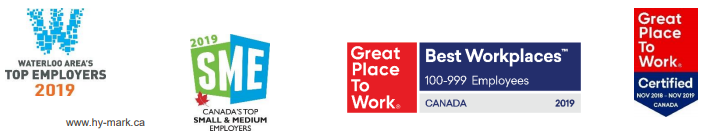 WATERLOO AREA'S
TOP EMPLOYERS
2019
www.hy-mark.ca
2019
SME
CANADA'S TOP
SMALL & MEDIUM
EMPLOYERS
Great
Place
To
Work®
Best Workplaces™
100-999 Employees
CANADA 2019
Great
Place
To
Work®
Certified
NOV 2018 - NOV 2019
CANADA